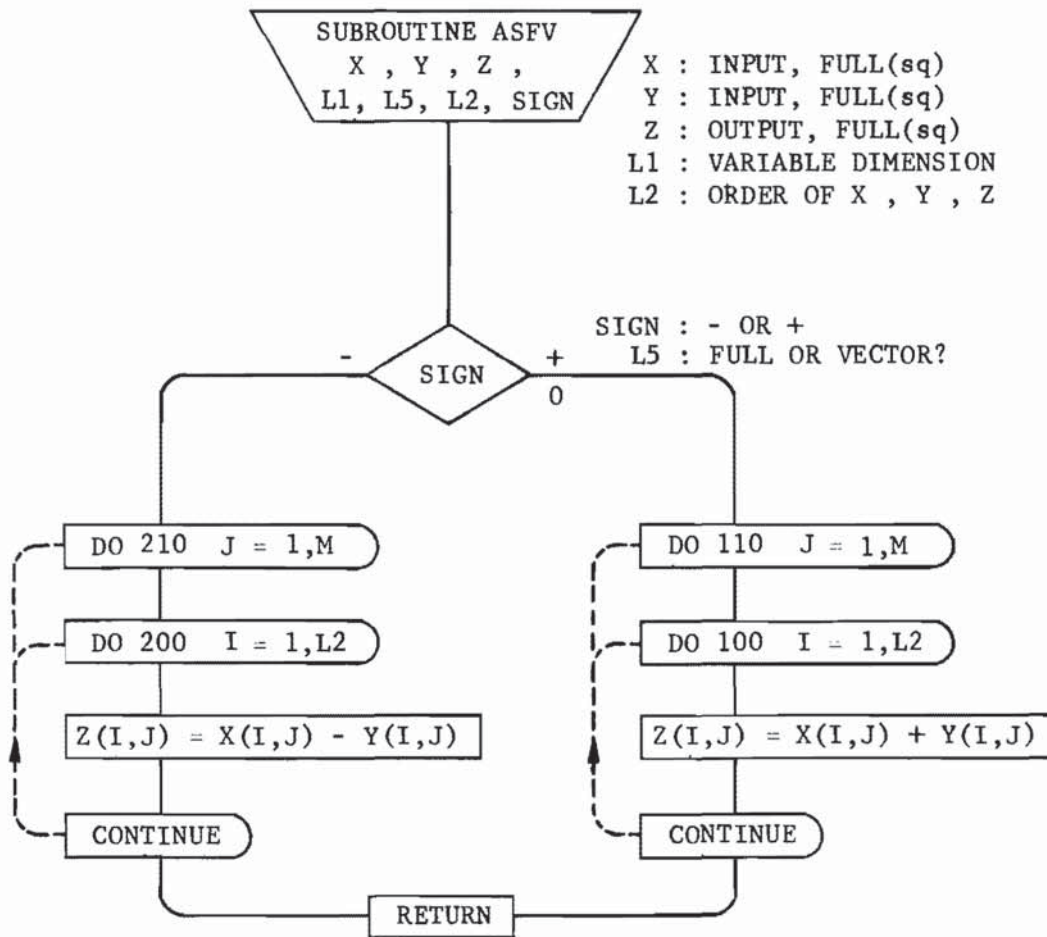 SUBROUTINE ASFV
X , Y , Z ,
L1, L5, L2, SIGN
X : INPUT, FULL(sq)
Y : INPUT, FULL(sq)
Z : OUTPUT, FULL(sq)
L1 : VARIABLE DIMENSION
L2 : ORDER OF X , Y , Z
SIGN : - OR +
L5 : FULL OR VECTOR?
-
SIGN
+
0
DO 210 J = 1,M
DO 200 I = 1,L2
Z(I,J) = X(I,J) - Y(I,J)
CONTINUE
DO 110 J = 1,M
DO 100 I = 1,L2
Z(I,J) = X(I,J) + Y(I,J)
CONTINUE
RETURN